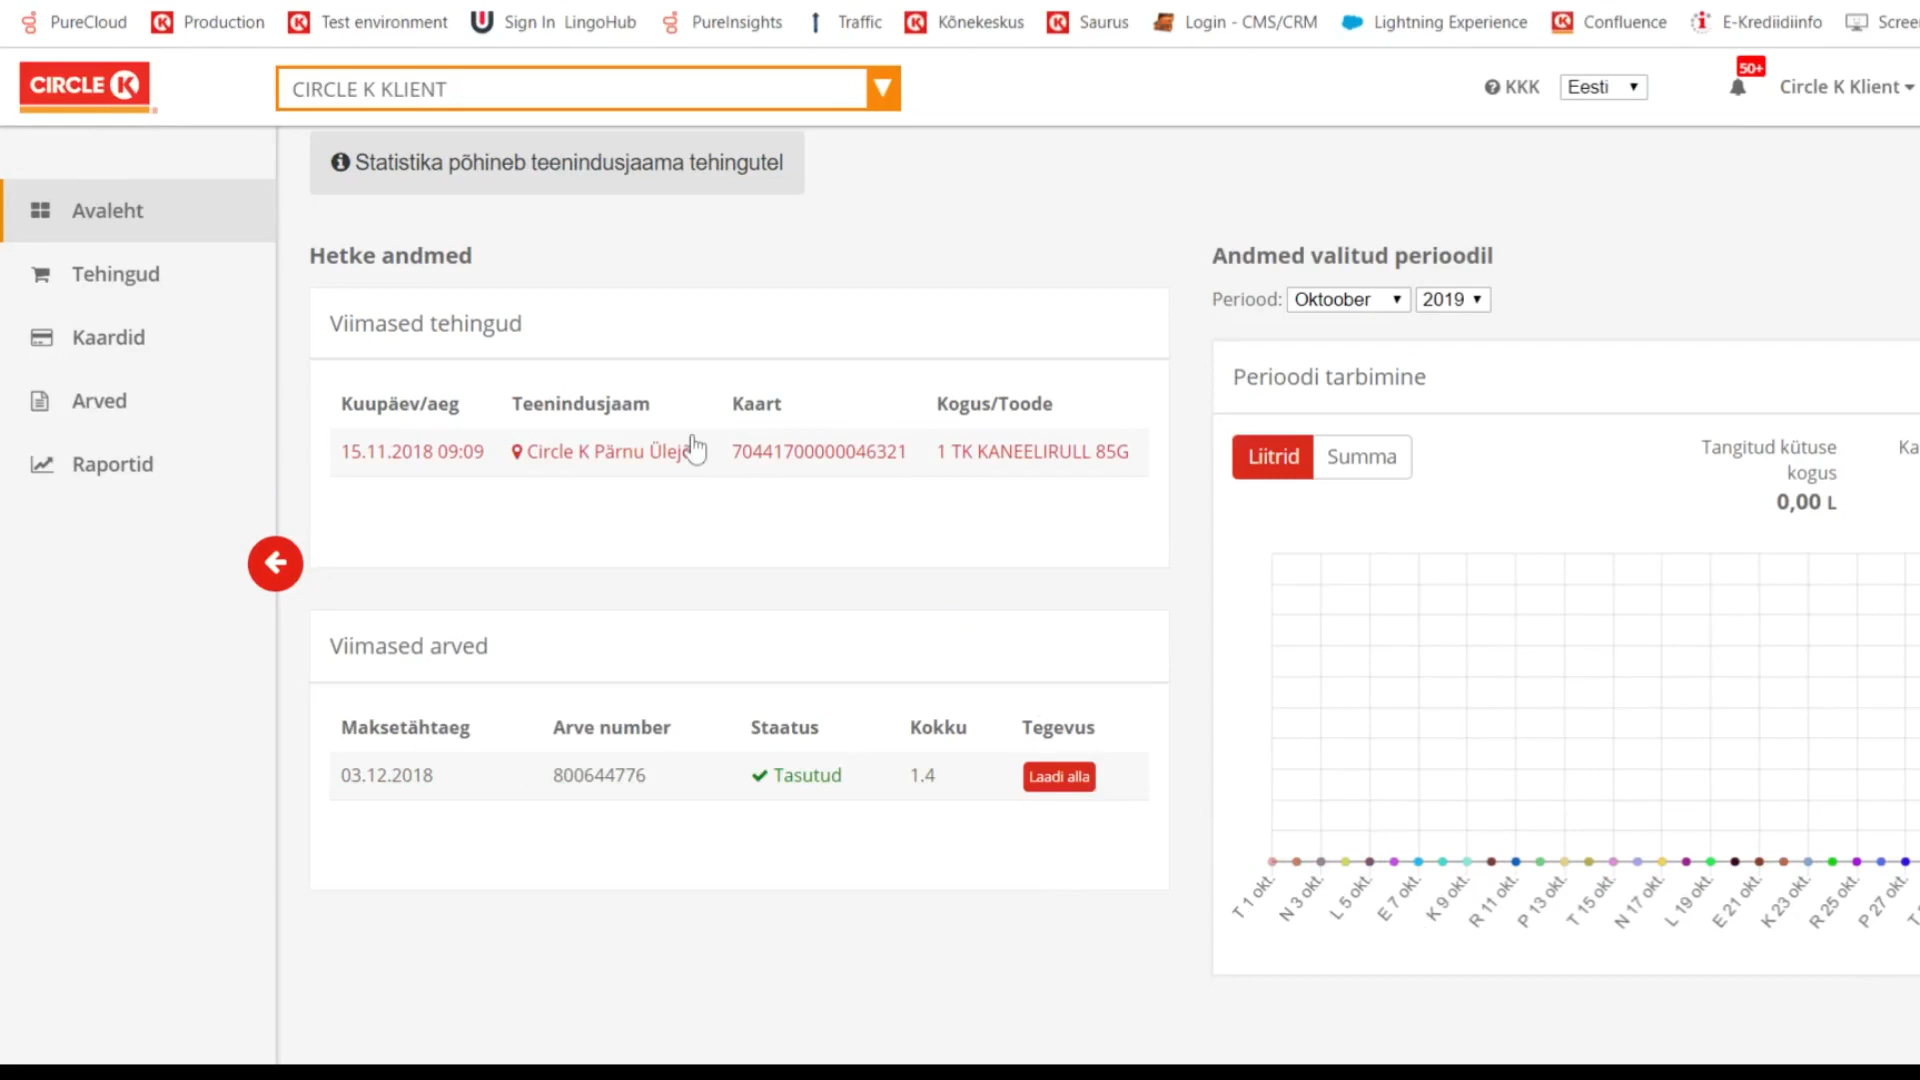 PureCloud Production Test environment Sign In LingoHub PureInsights Traffic Kõnekeskus Saurus Login - CMS/CRM Lightning Experience Confluence E-Krediidiinfo
CIRCLE K
CIRCLE K KLIENT
KKK
Eesti
50+
Circle K Klient
Statistika põhineb teenindusjaama tehingutel
Avaleht
Tehingud
Kaardid
Arved
Raportid
Hetke andmed
Viimased tehingud
Kuupäev/aeg Teenindusjaam Kaart Kogus/Toode
15.11.2018 09:09 Circle K Pärnu 70441700000046321 1 TK KANEELIRULL 85G
Viimased arved
Maksetähtaeg Arve number Staatus Kokku Tegevus
03.12.2018 800644776 Tasutud 1.4 Laadi alla
Andmed valitud perioodil
Periood: Oktoober 2019
Perioodi tarbimine
Liitrid Summa
Tangitud kütuse
kogus
0,00 L
T 1 okt. N 3 okt. L 5 okt. E 7 okt. K 9 okt. R 11 okt. P 13 okt. T 15 okt. N 17 okt. L 19 okt. E 21 okt. K 23 okt. R 25 okt. P 27 okt.